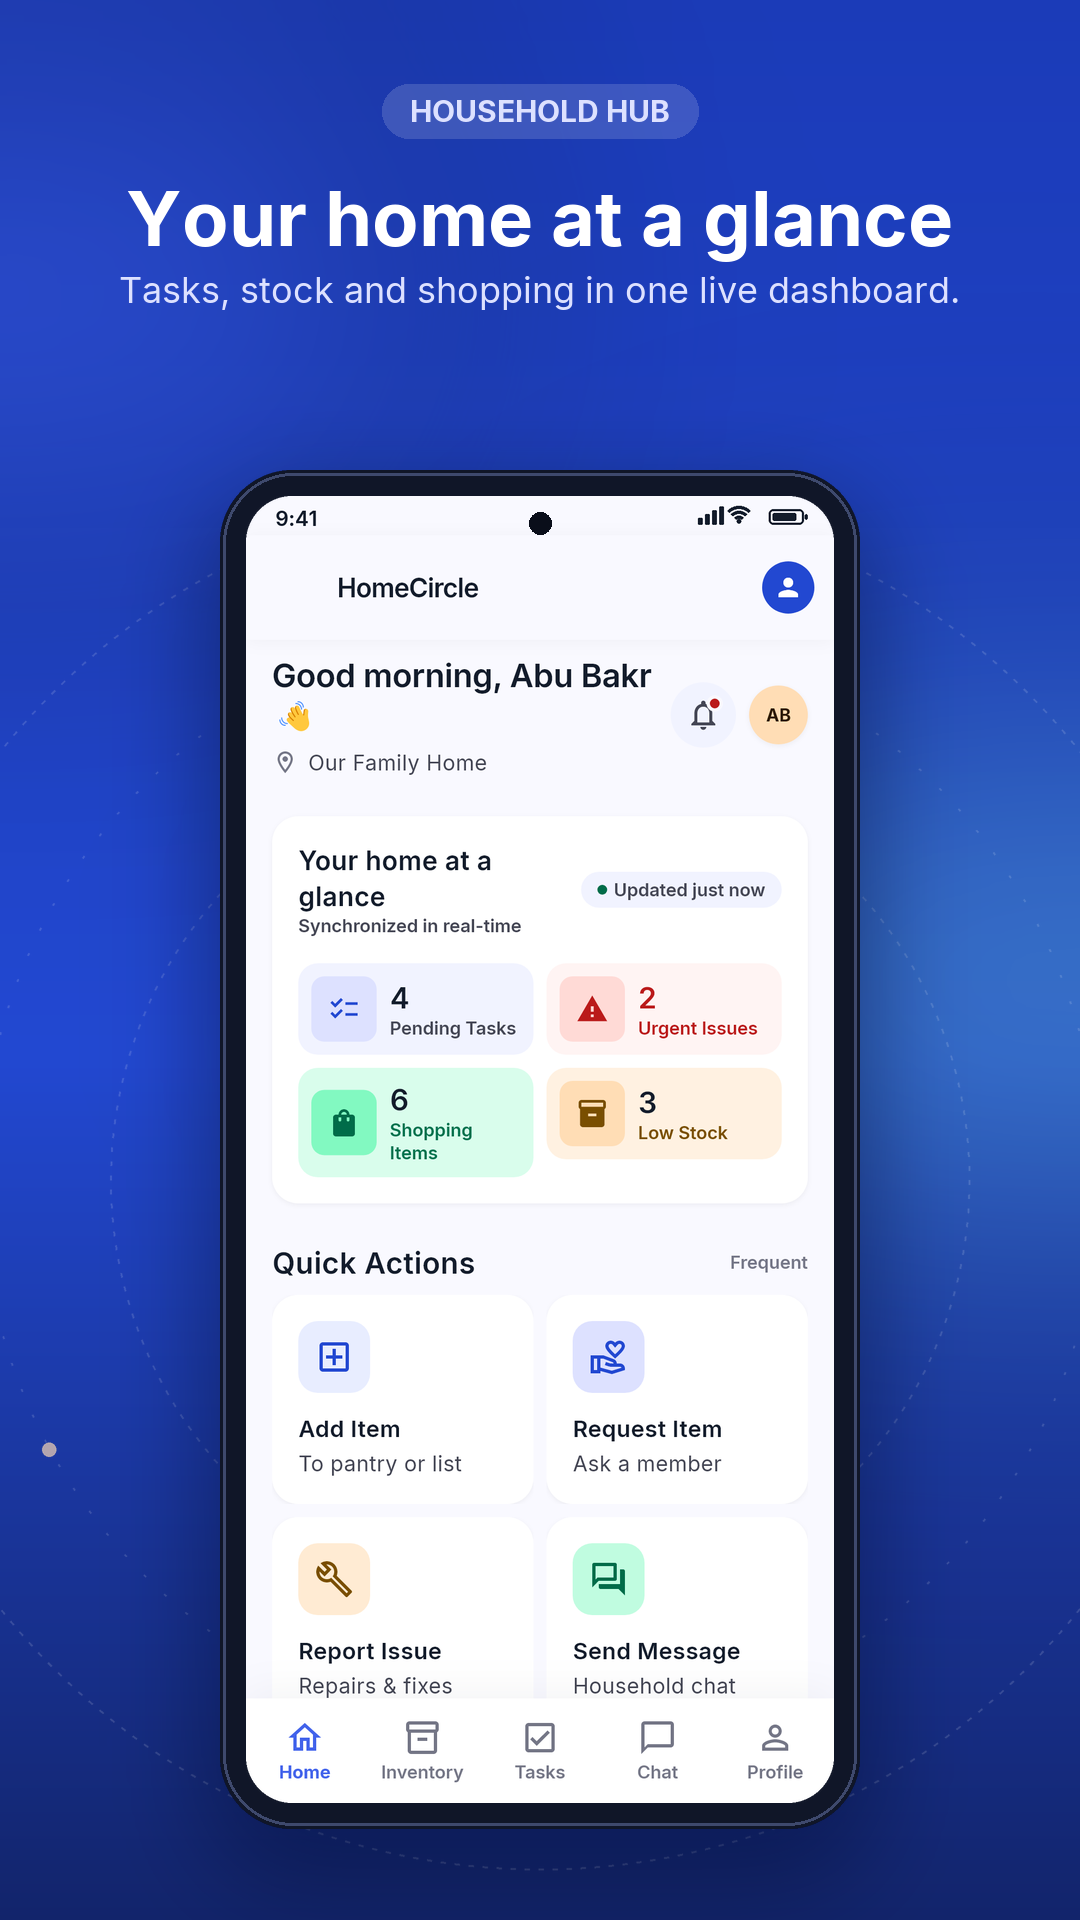 HOUSEHOLD HUB
Your home at a glance
Tasks, stock and shopping in one live dashboard.
9:41
HomeCircle
Good morning, Abu Bakr
👋
AB
Our Family Home
Your home at a
glance
Synchronized in real-time
Updated just now
4
Pending Tasks
2
Urgent Issues
6
Shopping
Items
3
Low Stock
Quick Actions
Frequent
Add Item
To pantry or list
Request Item
Ask a member
Report Issue
Repairs & fixes
Send Message
Household chat
Home
Inventory
Tasks
Chat
Profile